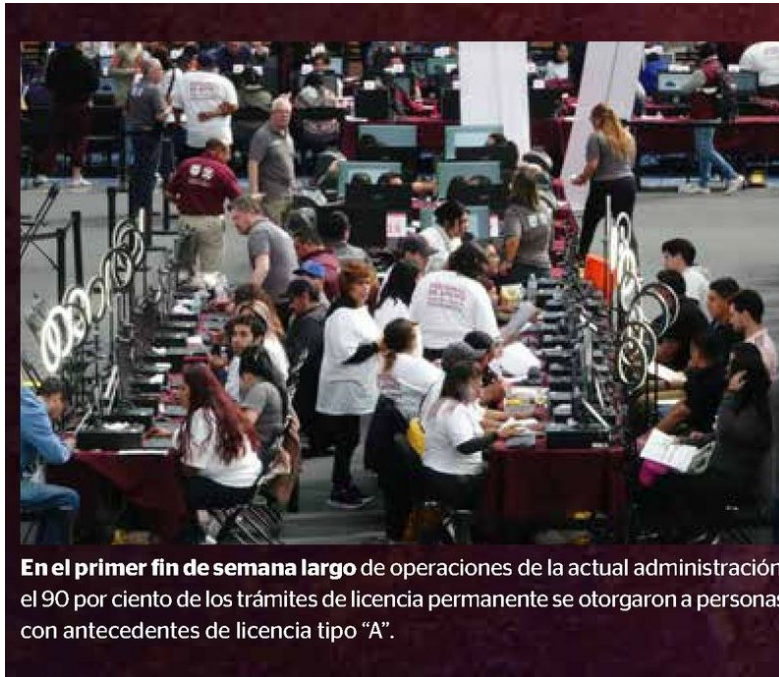 En el primer fin de semana largo de operaciones de la actual administración
el 90 por ciento de los trámites de licencia permanente se otorgaron a personas
con antecedentes de licencia tipo “A”.